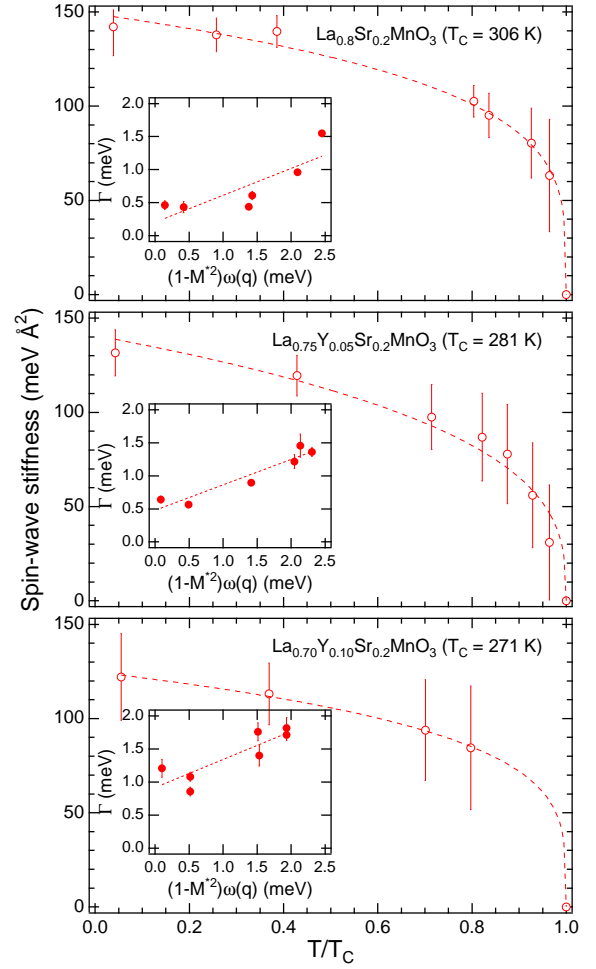 Spin-wave stiffness (meV Å²)
La₀.₈Sr₀.₂MnO₃ (T_C = 306 K)
150
100
50
0
Γ (meV)
2.0
1.5
1.0
0.5
0.0
0.0 0.5 1.0 1.5 2.0 2.5
(1-M*²)ω(q) (meV)
La₀.₇₅Y₀.₀₅Sr₀.₂MnO₃ (T_C = 281 K)
150
100
50
0
Γ (meV)
2.0
1.5
1.0
0.5
0.0
0.0 0.5 1.0 1.5 2.0 2.5
(1-M*²)ω(q) (meV)
La₀.₇₀Y₀.₁₀Sr₀.₂MnO₃ (T_C = 271 K)
150
100
50
0
Γ (meV)
2.0
1.5
1.0
0.5
0.0
0.0 0.5 1.0 1.5 2.0 2.5
(1-M*²)ω(q) (meV)
0.0 0.2 0.4 0.6 0.8 1.0
T/T_C